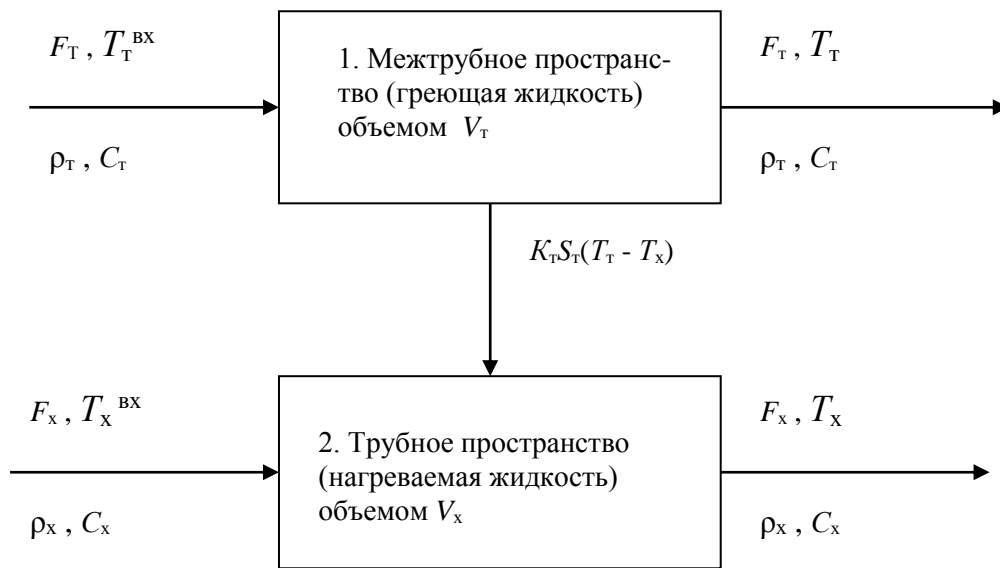 F_T , T_т^вх
1. Межтрубное пространс-
тво (греющая жидкость)
объемом V_т
F_т , T_т
ρ_т , C_т
ρ_т , C_т
K_тS_т(T_т - T_х)
F_х , T_х^вх
2. Трубное пространство
(нагреваемая жидкость)
объемом V_х
F_х , T_х
ρ_х , C_х
ρ_х , C_х